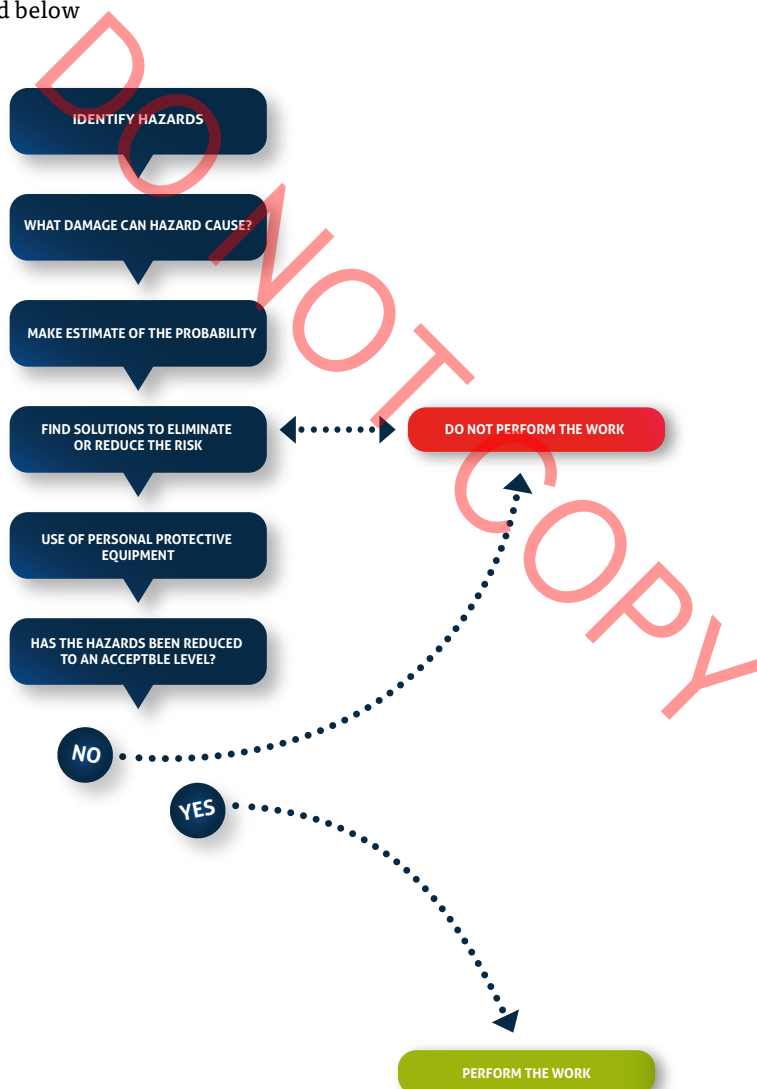 d below
IDENTIFY HAZARDS
WHAT DAMAGE CAN HAZARD CAUSE?
MAKE ESTIMATE OF THE PROBABILITY
FIND SOLUTIONS TO ELIMINATE
OR REDUCE THE RISK
DO NOT PERFORM THE WORK
USE OF PERSONAL PROTECTIVE
EQUIPMENT
HAS THE HAZARDS BEEN REDUCED
TO AN ACCEPTBLE LEVEL?
NO
YES
PERFORM THE WORK
DO NOT COPY